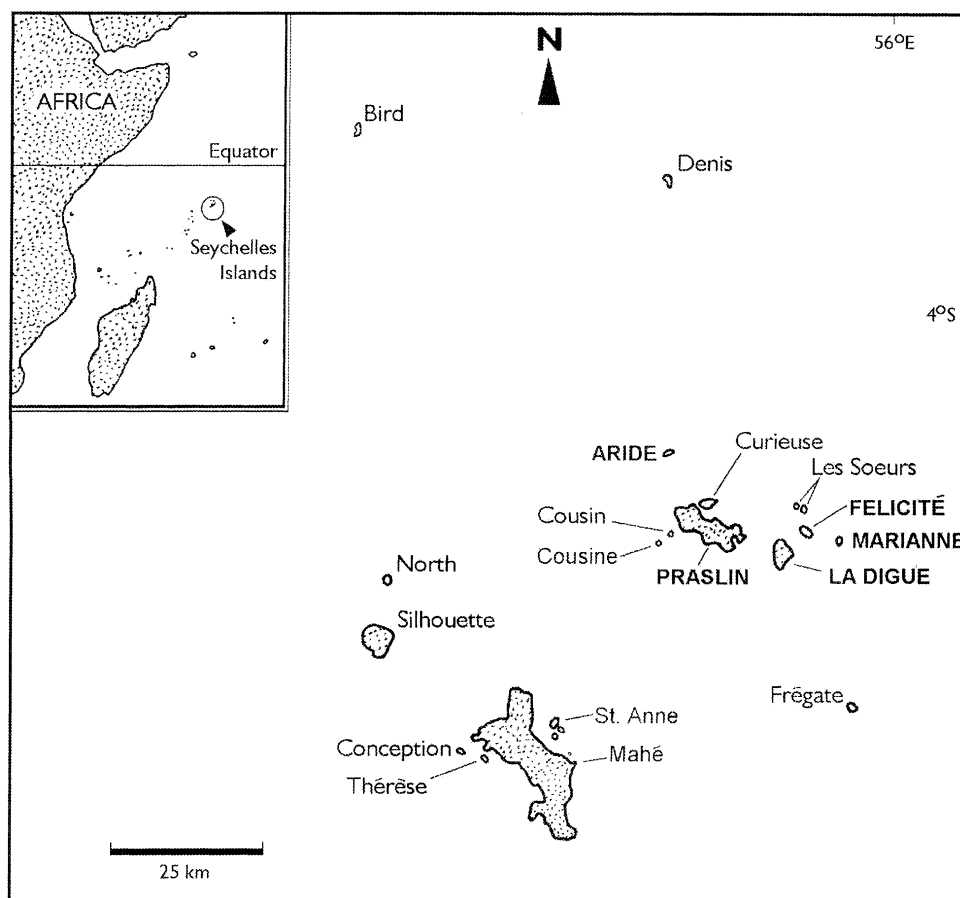 N
56°E
AFRICA
Bird
Equator
Denis
Seychelles
Islands
4°S
ARIDE
Curieuse
Les Soeurs
FELICITÉ
Cousin
MARIANNE
Cousine
PRASLIN
LA DIGUE
North
Silhouette
Frégate
St. Anne
Conception
Mahé
Thérèse
25 km